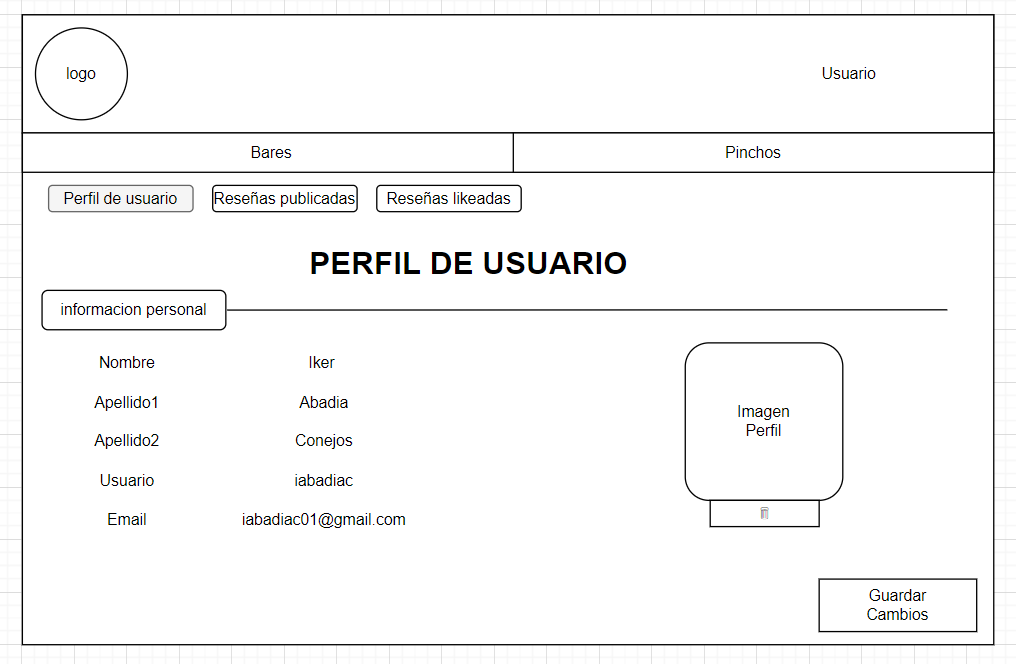 logo
Usuario
Bares
Pinchos
Perfil de usuario
Reseñas publicadas
Reseñas likeadas
PERFIL DE USUARIO
informacion personal
Nombre
Iker
Apellido1
Abadia
Apellido2
Conejos
Usuario
iabadiac
Email
iabadiac01@gmail.com
Imagen
Perfil
Guardar
Cambios